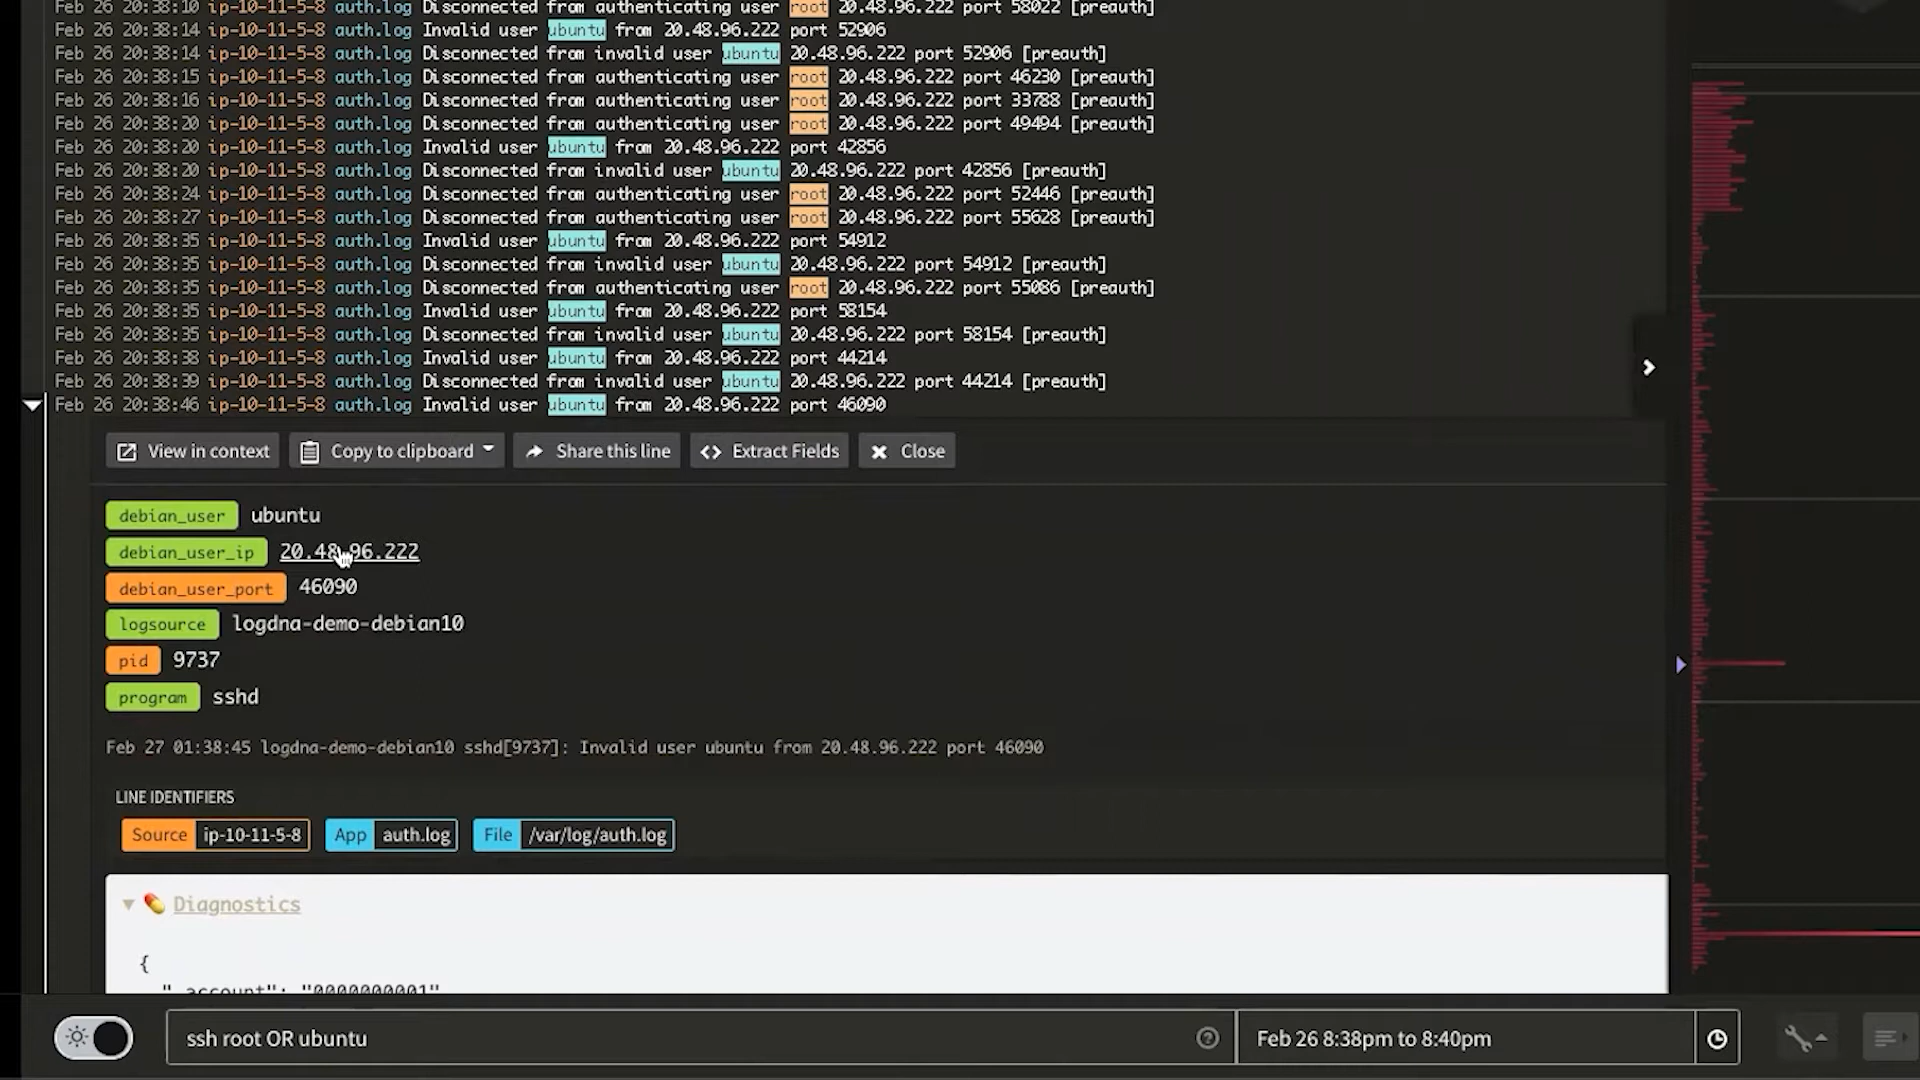 Feb 26 20:38:10 ip-10-11-5-8 auth.log Disconnected from authenticating user root 20.48.96.222 port 58022 [preauth]
Feb 26 20:38:14 ip-10-11-5-8 auth.log Invalid user ubuntu from 20.48.96.222 port 52906
Feb 26 20:38:14 ip-10-11-5-8 auth.log Disconnected from invalid user ubuntu 20.48.96.222 port 52906 [preauth]
Feb 26 20:38:15 ip-10-11-5-8 auth.log Disconnected from authenticating user root 20.48.96.222 port 46230 [preauth]
Feb 26 20:38:16 ip-10-11-5-8 auth.log Disconnected from authenticating user root 20.48.96.222 port 33788 [preauth]
Feb 26 20:38:20 ip-10-11-5-8 auth.log Disconnected from authenticating user root 20.48.96.222 port 49494 [preauth]
Feb 26 20:38:20 ip-10-11-5-8 auth.log Invalid user ubuntu from 20.48.96.222 port 42856
Feb 26 20:38:20 ip-10-11-5-8 auth.log Disconnected from invalid user ubuntu 20.48.96.222 port 42856 [preauth]
Feb 26 20:38:24 ip-10-11-5-8 auth.log Disconnected from authenticating user root 20.48.96.222 port 52446 [preauth]
Feb 26 20:38:27 ip-10-11-5-8 auth.log Disconnected from authenticating user root 20.48.96.222 port 55628 [preauth]
Feb 26 20:38:35 ip-10-11-5-8 auth.log Invalid user ubuntu from 20.48.96.222 port 54912
Feb 26 20:38:35 ip-10-11-5-8 auth.log Disconnected from invalid user ubuntu 20.48.96.222 port 54912 [preauth]
Feb 26 20:38:35 ip-10-11-5-8 auth.log Disconnected from authenticating user root 20.48.96.222 port 55086 [preauth]
Feb 26 20:38:35 ip-10-11-5-8 auth.log Invalid user ubuntu from 20.48.96.222 port 58154
Feb 26 20:38:35 ip-10-11-5-8 auth.log Disconnected from invalid user ubuntu 20.48.96.222 port 58154 [preauth]
Feb 26 20:38:38 ip-10-11-5-8 auth.log Invalid user ubuntu from 20.48.96.222 port 44214
Feb 26 20:38:39 ip-10-11-5-8 auth.log Disconnected from invalid user ubuntu 20.48.96.222 port 44214 [preauth]
Feb 26 20:38:46 ip-10-11-5-8 auth.log Invalid user ubuntu from 20.48.96.222 port 46090
View in context Copy to clipboard Share this line Extract Fields Close
debian_user ubuntu
debian_user_ip 20.48.96.222
debian_user_port 46090
logsource logdna-demo-debian10
pid 9737
program sshd
Feb 27 01:38:45 logdna-demo-debian10 sshd[9737]: Invalid user ubuntu from 20.48.96.222 port 46090
LINE IDENTIFIERS
Source ip-10-11-5-8 App auth.log File /var/log/auth.log
Diagnostics
{
"_account": "0000000001"
ssh root OR ubuntu
Feb 26 8:38pm to 8:40pm